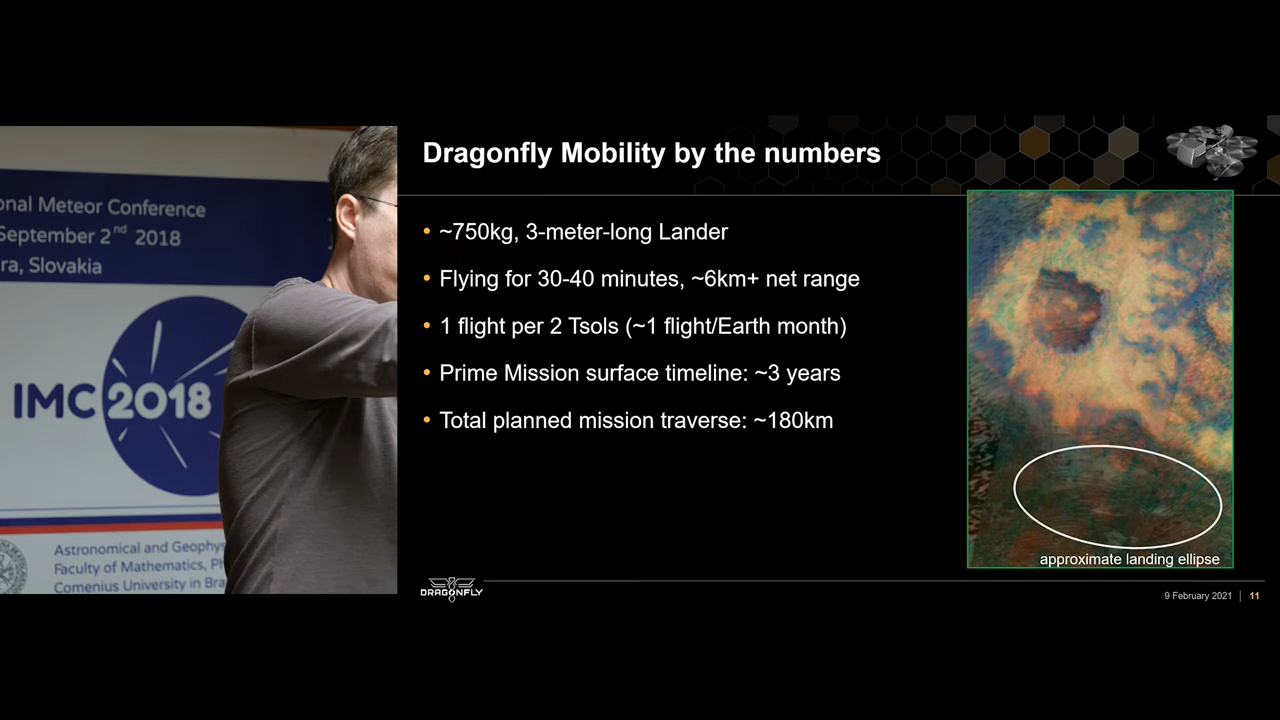 onal Meteor Conference
September 2nd 2018
ra, Slovakia
IMC 2018
Astronomical and Geophys
Faculty of Mathematics, Ph
Comenius University in Bra
Dragonfly Mobility by the numbers
• ~750kg, 3-meter-long Lander
• Flying for 30-40 minutes, ~6km+ net range
• 1 flight per 2 Tsols (~1 flight/Earth month)
• Prime Mission surface timeline: ~3 years
• Total planned mission traverse: ~180km
approximate landing ellipse
DRAGONFLY
9 February 2021 | 11